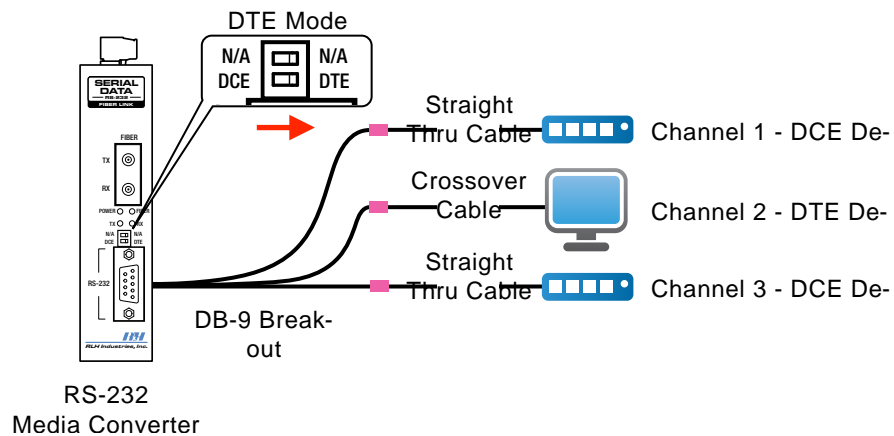 DTE Mode
N/A N/A
DCE DTE
SERIAL
DATA
RS-232
FIBER LINK
FIBER
TX
RX
POWER FIBER
TX RX
N/A N/A
DCE DTE
RS-232
RLH Industries, Inc.
Straight
Thru Cable
Channel 1 - DCE De-
Crossover
Cable
Channel 2 - DTE De-
Straight
Thru Cable
Channel 3 - DCE De-
DB-9 Break-
out
RS-232
Media Converter